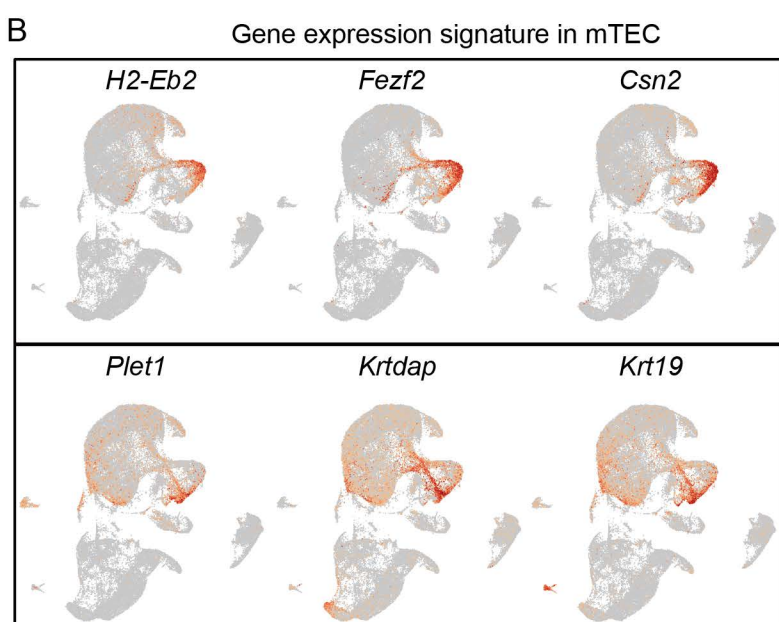 B
Gene expression signature in mTEC
H2-Eb2 Fezf2 Csn2
Plet1 Krtdap Krt19